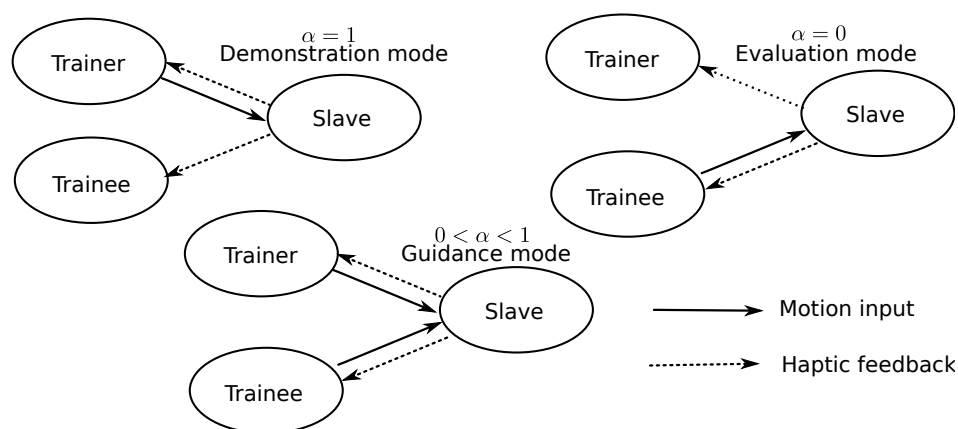 α = 1
Demonstration mode
Trainer
Slave
Trainee
α = 0
Evaluation mode
Trainer
Slave
Trainee
0 < α < 1
Guidance mode
Trainer
Slave
Trainee
Motion input
Haptic feedback